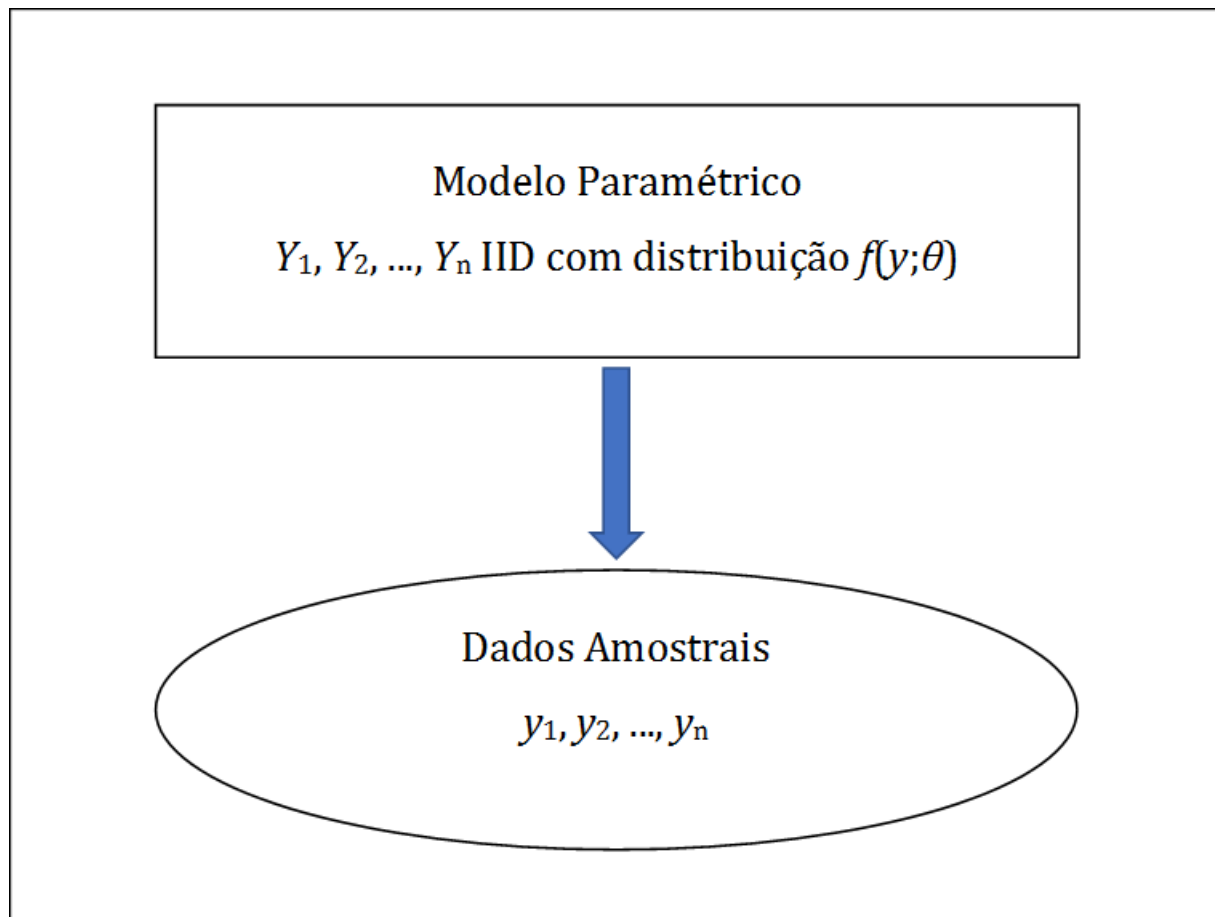 Modelo Paramétrico
Y₁, Y₂, ..., Yₙ IID com distribuição f(y;θ)
Dados Amostrais
y₁, y₂, ..., yₙ